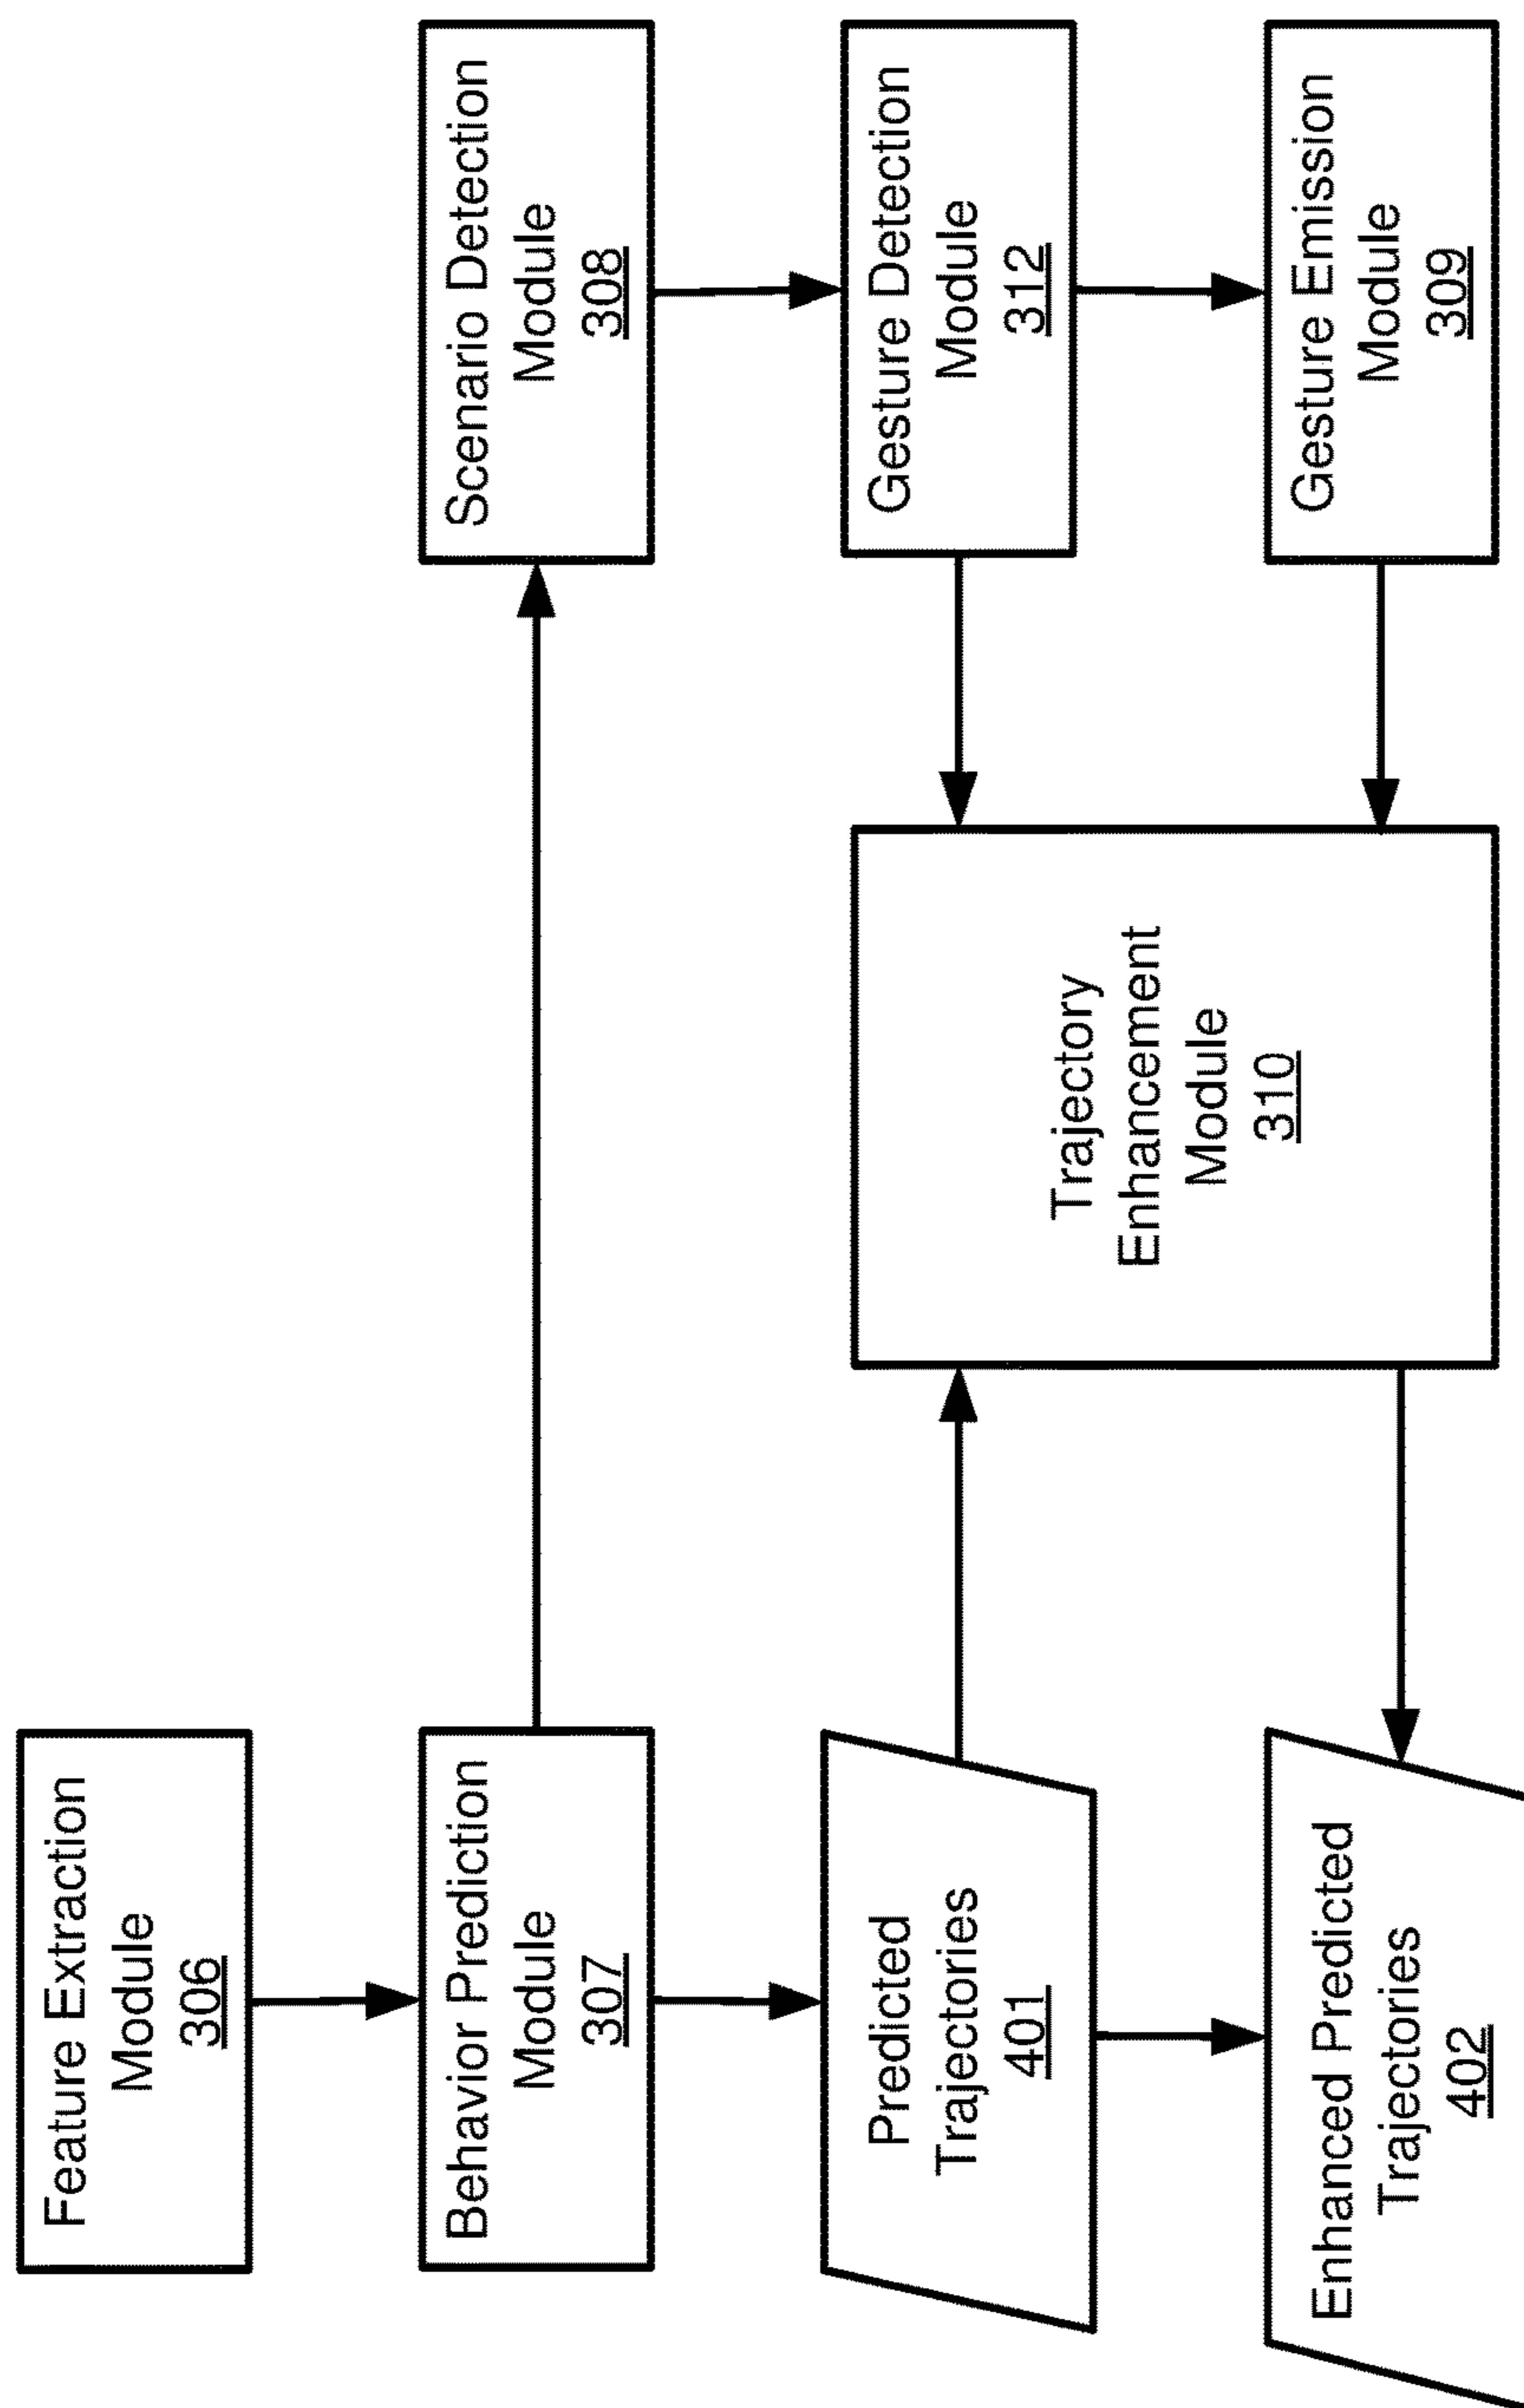 Feature Extraction
Module
306
Behavior Prediction
Module
307
Scenario Detection
Module
308
Predicted
Trajectories
401
Trajectory
Enhancement
Module
310
Gesture Detection
Module
312
Enhanced Predicted
Trajectories
402
Gesture Emission
Module
309